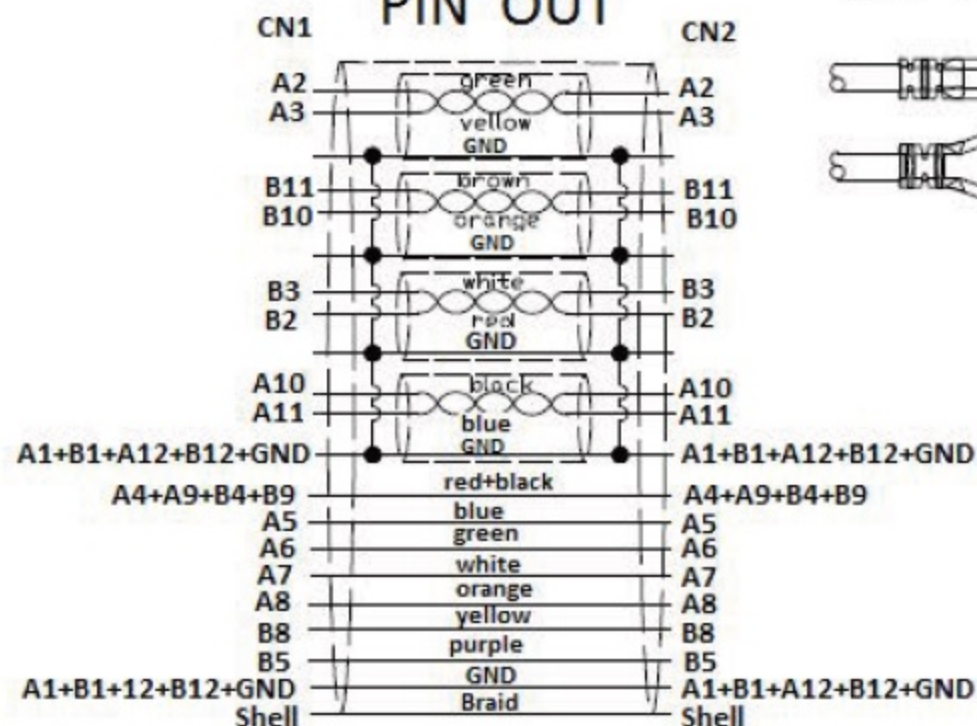 PIN OUT
CN1 CN2
A2 green A2
A3 yellow A3
GND
B11 brown B11
B10 orange B10
GND
B3 white B3
B2 red B2
GND
A10 black A10
A11 blue A11
A1+B1+A12+B12+GND GND A1+B1+A12+B12+GND
A4+A9+B4+B9 red+black A4+A9+B4+B9
A5 blue A5
A6 green A6
A7 white A7
A8 orange A8
B8 yellow B8
B5 purple B5
A1+B1+12+B12+GND GND A1+B1+A12+B12+GND
Shell Braid Shell